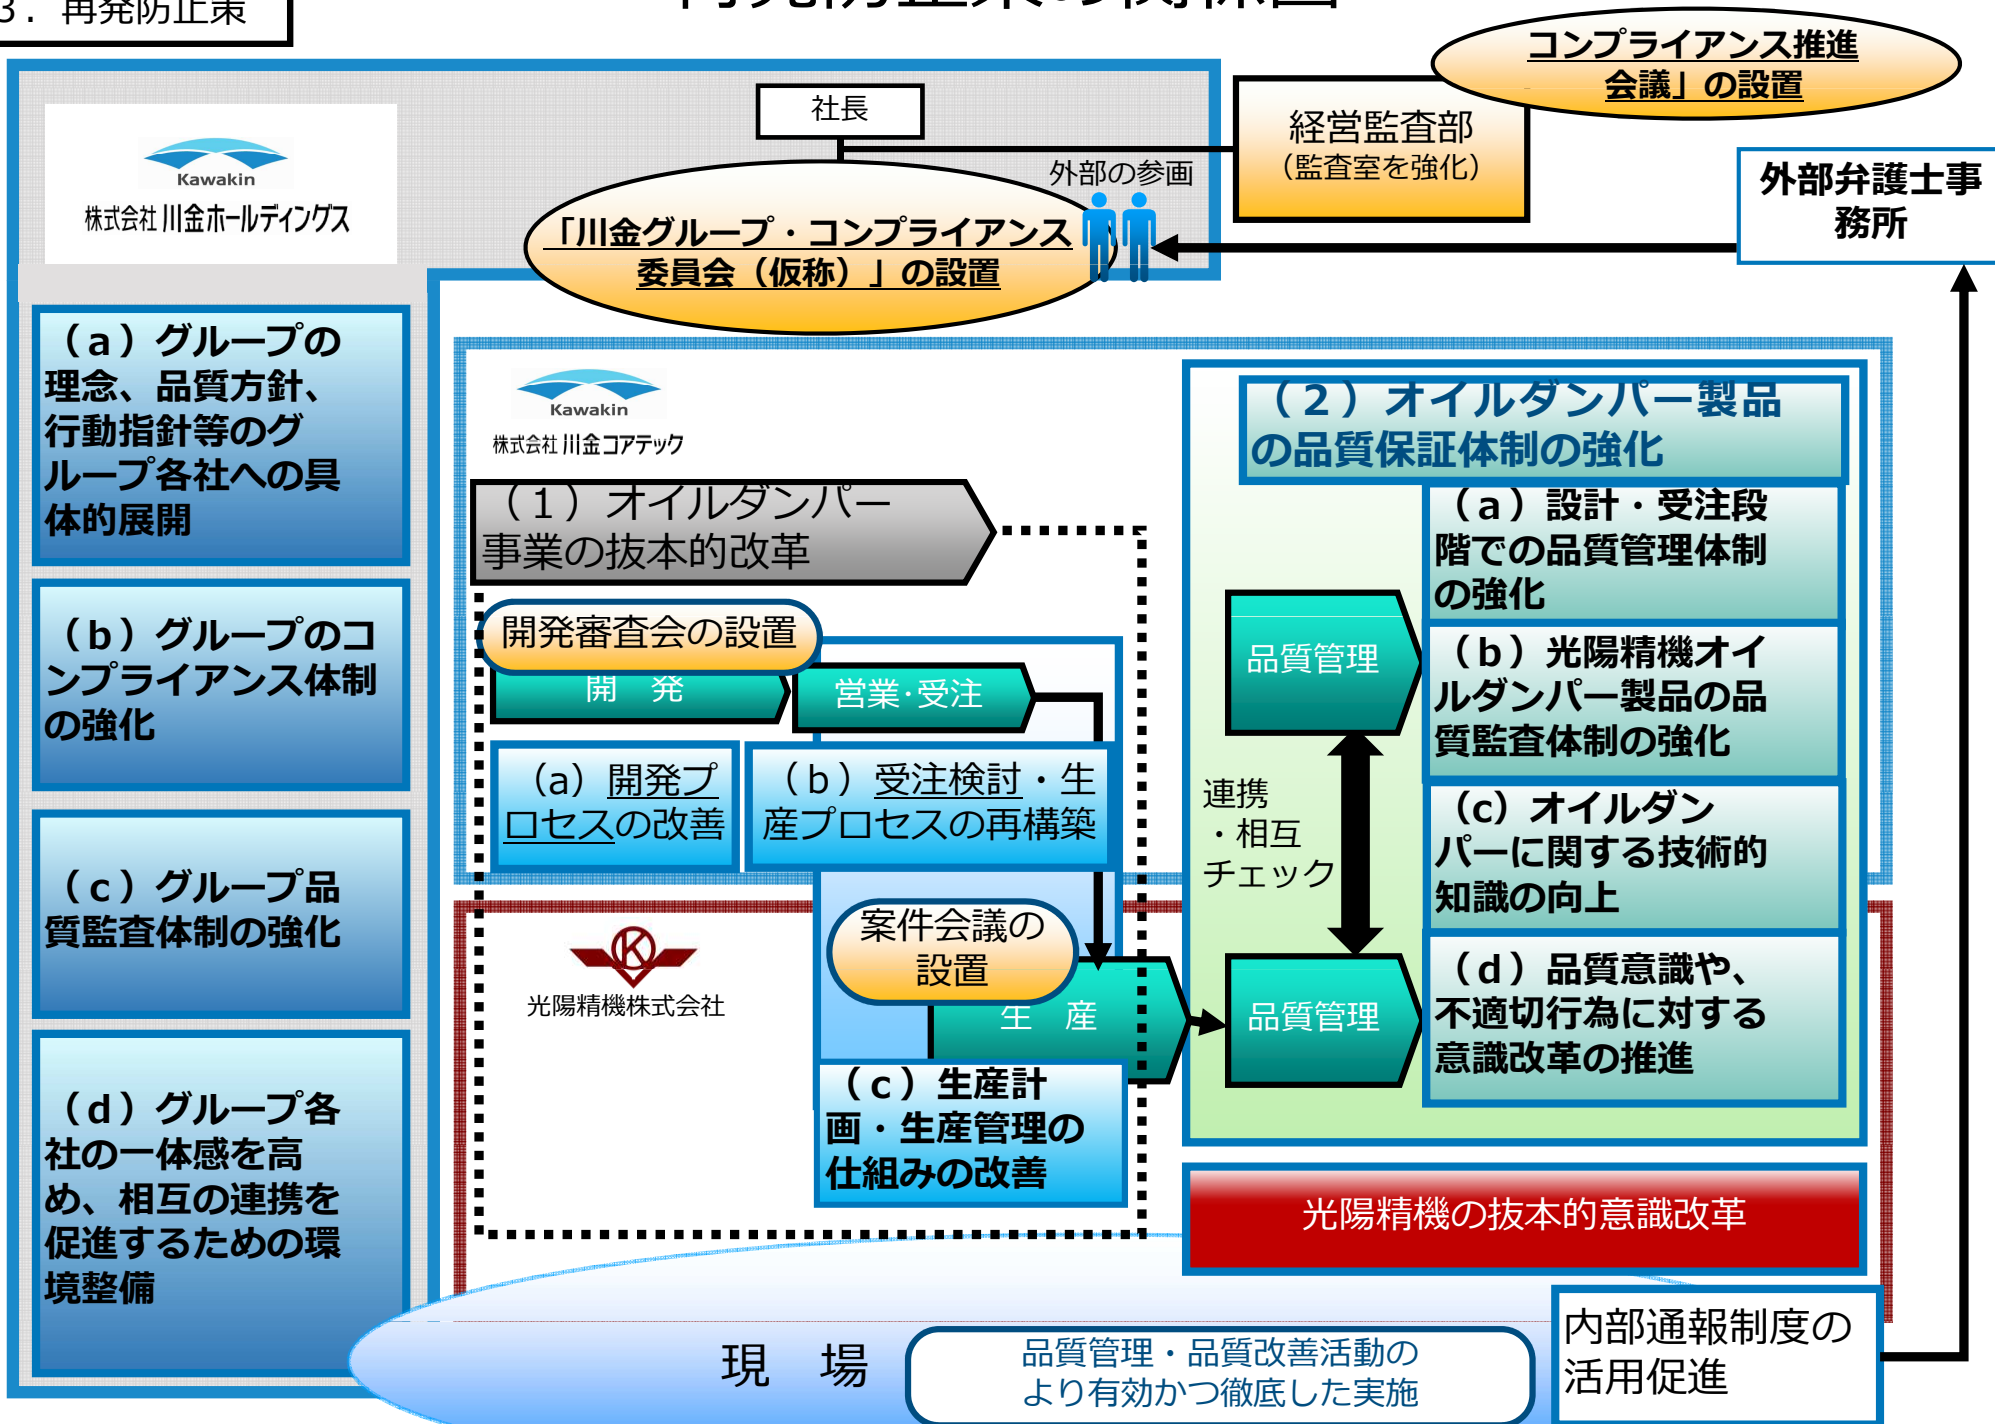 3．再発防止策
再発防止策の関係図
コンプライアンス推進
会議」の設置
社長
経営監査部
（監査室を強化）
外部の参画
外部弁護士事
務所
Kawakin
株式会社 川金ホールディングス
「川金グループ・コンプライアンス
委員会（仮称）」の設置
（a）グループの
理念、品質方針、
行動指針等のグ
ループ各社への具
体的展開
（b）グループのコ
ンプライアンス体制
の強化
（c）グループ品
質監査体制の強化
（d）グループ各
社の一体感を高
め、相互の連携を
促進するための環
境整備
Kawakin
株式会社 川金コアテック
（1）オイルダンパー
事業の抜本的改革
開発審査会の設置
開　発
営業･受注
（a）開発プ
ロセスの改善
（b）受注検討・生
産プロセスの再構築
（2）オイルダンパー製品
の品質保証体制の強化
（a）設計・受注段
階での品質管理体制
の強化
品質管理
（b）光陽精機オイ
ルダンパー製品の品
質監査体制の強化
連携
・相互
チェック
（c）オイルダン
パーに関する技術的
知識の向上
K
光陽精機株式会社
案件会議の
設置
生　産
品質管理
（d）品質意識や、
不適切行為に対する
意識改革の推進
（c）生産計
画・生産管理の
仕組みの改善
光陽精機の抜本的意識改革
現　場
品質管理・品質改善活動の
より有効かつ徹底した実施
内部通報制度の
活用促進